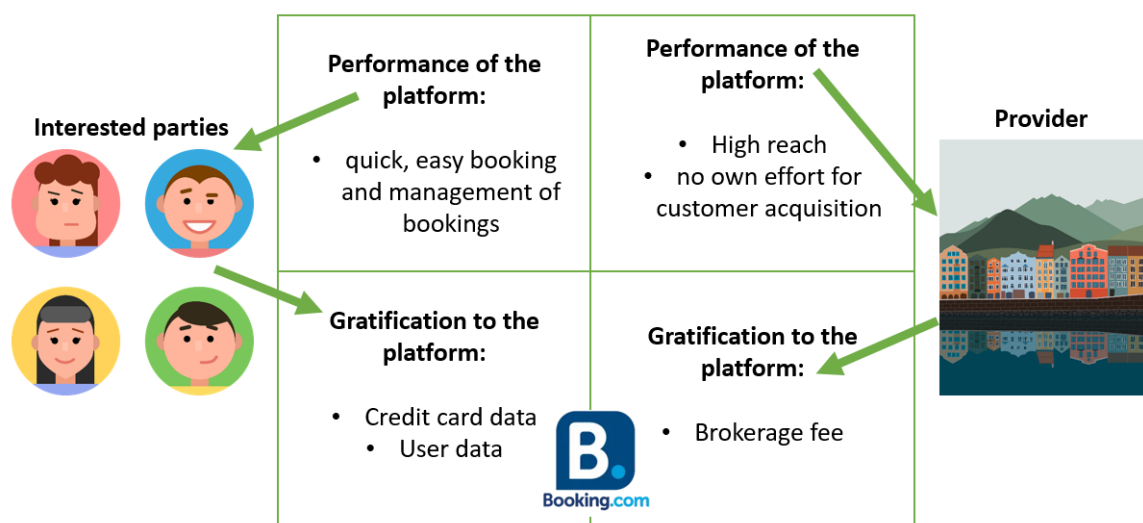 Interested parties
Performance of the
platform:
• quick, easy booking
and management of
bookings
Performance of the
platform:
• High reach
• no own effort for
customer acquisition
Provider
Gratification to the
platform:
• Credit card data
• User data
Gratification to the
platform:
• Brokerage fee
B.
Booking.com